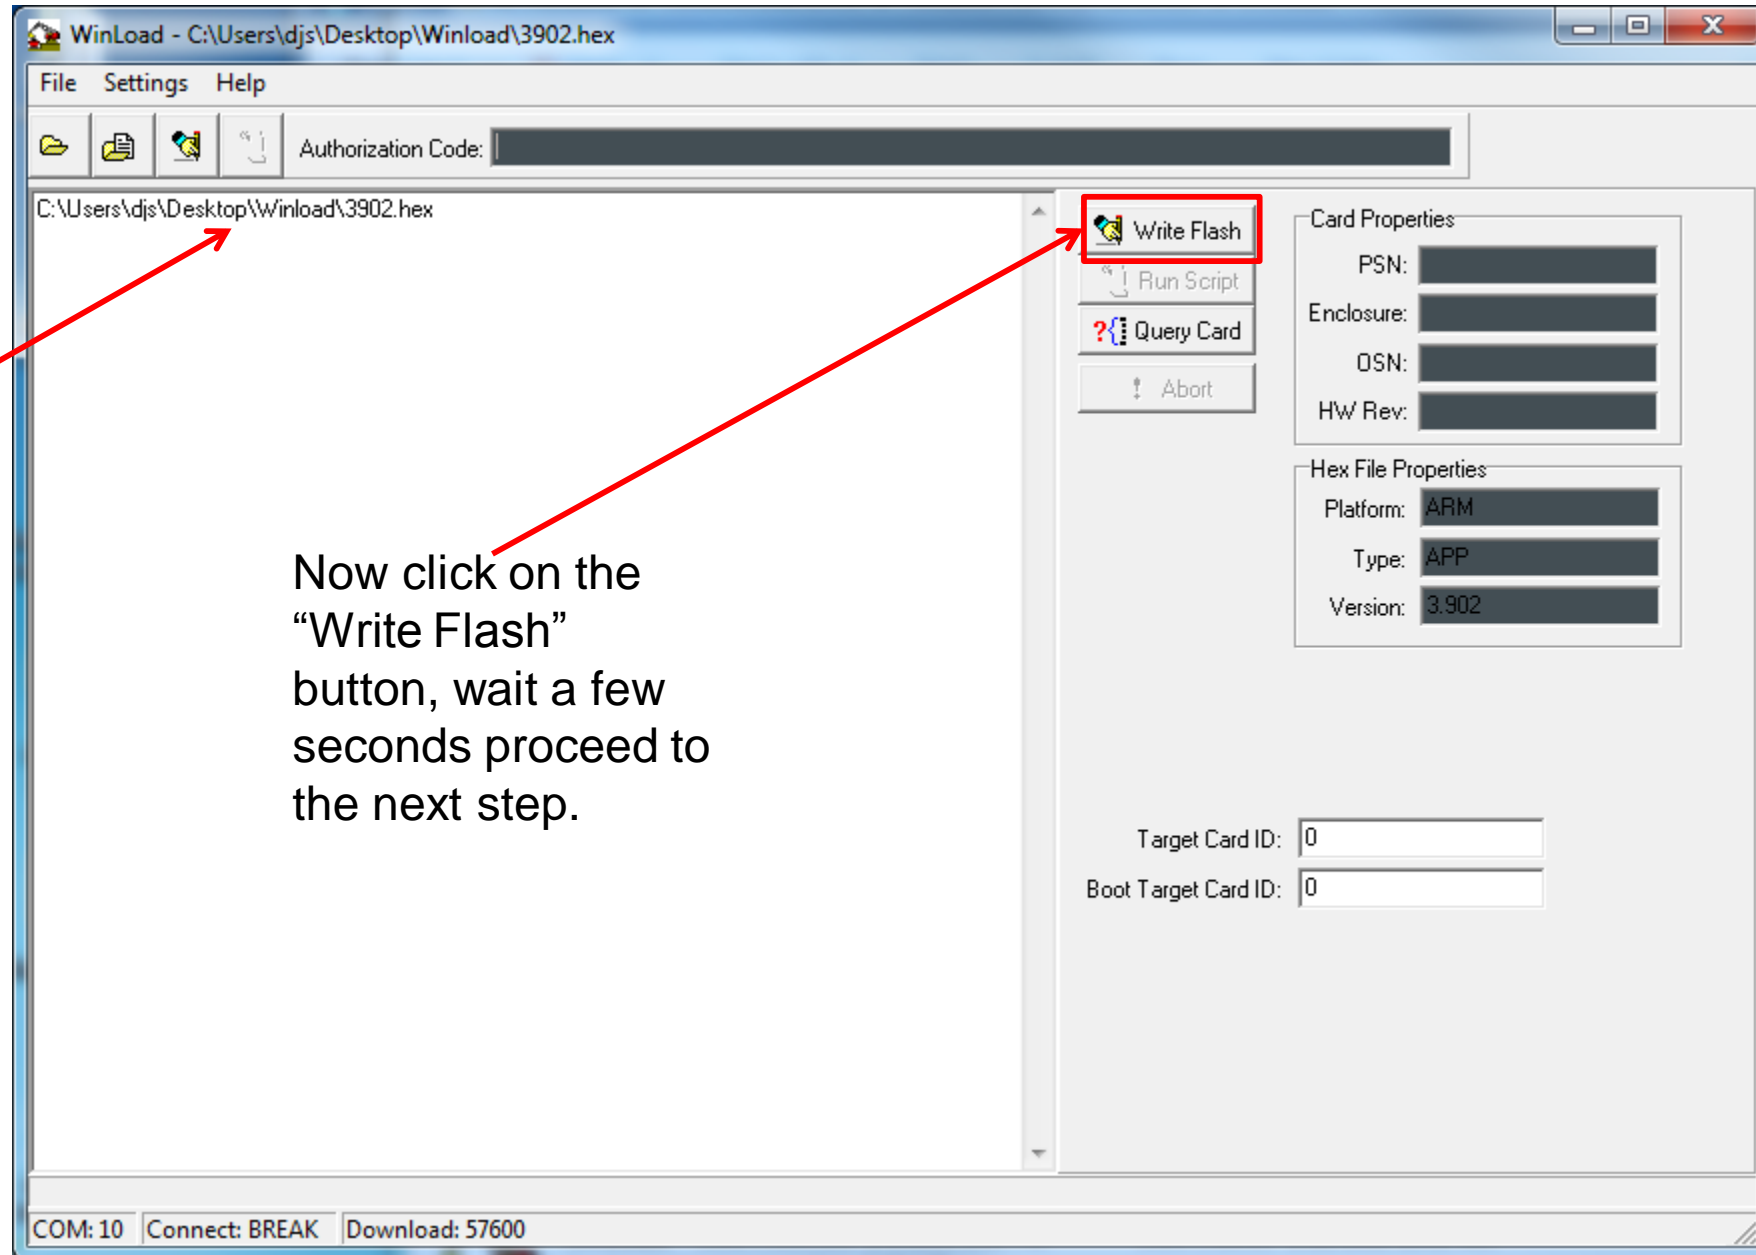 WinLoad - C:\Users\djs\Desktop\Winload\3902.hex
File Settings Help
Authorization Code:
C:\Users\djs\Desktop\Winload\3902.hex
Write Flash
Run Script
?{ Query Card
! Abort
Card Properties
PSN:
Enclosure:
OSN:
HW Rev:
Hex File Properties
Platform: ARM
Type: APP
Version: 3.902
Now click on the
“Write Flash”
button, wait a few
seconds proceed to
the next step.
Target Card ID: 0
Boot Target Card ID: 0
COM: 10 Connect: BREAK Download: 57600